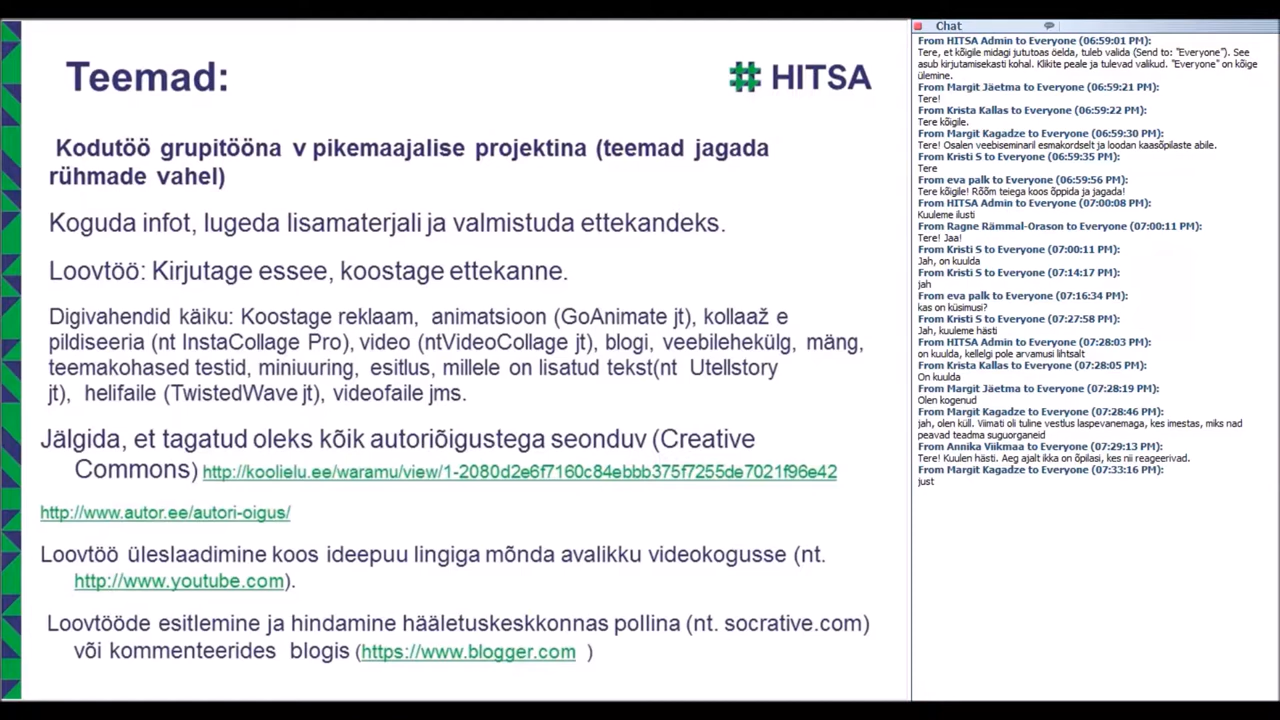 Teemad:
HITSA
Kodutöö grupitööna v pikemaajalise projektina (teemad jagada
rühmade vahel)
Koguda infot, lugeda lisamaterjali ja valmistuda ettekandeks.
Loovtöö: Kirjutage essee, koostage ettekanne.
Digivahendid käiku: Koostage reklaam, animatsioon (GoAnimate jt), kollaaž e
pildiseeria (nt InstaCollage Pro), video (ntVideoCollage jt), blogi, veebilehekülg, mäng,
teemakohased testid, miniuuring, esitlus, millele on lisatud tekst(nt Utellstory
jt), helifaile (TwistedWave jt), videofaile jms.
Jälgida, et tagatud oleks kõik autoriõigustega seonduv (Creative
Commons) http://koolielu.ee/waramu/view/1-2080d2e6f7160c84ebbb375f7255de7021f96e42
http://www.autor.ee/autori-oigus/
Loovtöö üleslaadimine koos ideepuu lingiga mõnda avalikku videokogusse (nt.
http://www.youtube.com).
Loovtööde esitlemine ja hindamine hääletuskeskkonnas pollina (nt. socrative.com)
või kommenteerides blogis (https://www.blogger.com )
Chat
From HITSA Admin to Everyone (06:59:01 PM):
Tere, et kõigile midagi jututoas öelda, tuleb valida (Send to: "Everyone"). See
asub kirjutamisekasti kohal. Klikite peale ja tulevad valikud. "Everyone" on kõige
ülemine.
From Margit Jäetma to Everyone (06:59:21 PM):
Tere!
From Krista Kallas to Everyone (06:59:22 PM):
Tere kõigile.
From Margit Kagadze to Everyone (06:59:30 PM):
Tere! Osalen veebiseminaril esmakordselt ja loodan kaasõpilaste abile.
From Kristi S to Everyone (06:59:35 PM):
Tere
From eva palk to Everyone (06:59:56 PM):
Tere kõigile! Rõõm teiega koos õppida ja jagada!
From HITSA Admin to Everyone (07:00:08 PM):
Kuuleme ilusti
From Ragne Rämmal-Orason to Everyone (07:00:11 PM):
Tere! Jaa!
From Kristi S to Everyone (07:00:11 PM):
Jah, on kuulda
From Kristi S to Everyone (07:14:17 PM):
jah
From eva palk to Everyone (07:16:34 PM):
kas on küsimusi?
From Kristi S to Everyone (07:27:58 PM):
Jah, kuuleme hästi
From HITSA Admin to Everyone (07:28:03 PM):
on kuulda, kellelgi pole arvamusi lihtsalt
From Krista Kallas to Everyone (07:28:05 PM):
On kuulda
From Margit Jäetma to Everyone (07:28:19 PM):
Olen kogenud
From Margit Kagadze to Everyone (07:28:46 PM):
jah, olen küll. Viimati oli tuline vestlus laspevanemaga, kes imestas, miks nad
peavad teadma suguorganeid
From Annika Viikmaa to Everyone (07:29:13 PM):
Tere! Kuulen hästi. Aeg ajalt ikka on õpilasi, kes nii reageerivad.
From Margit Kagadze to Everyone (07:33:16 PM):
just